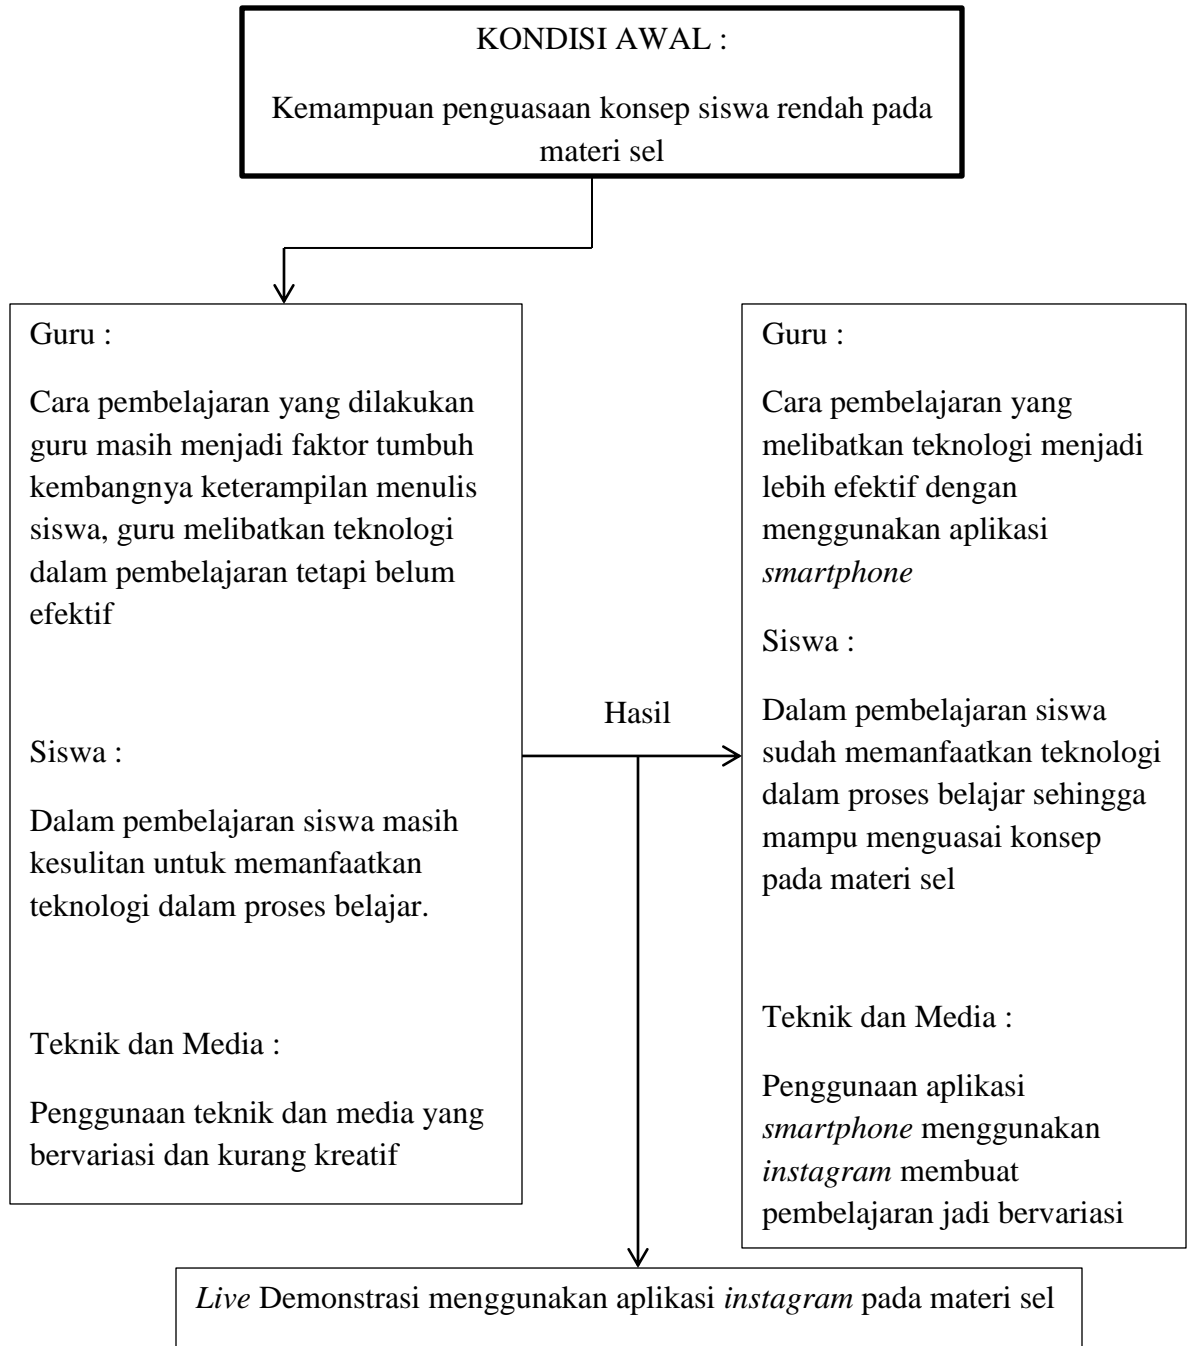 KONDISI AWAL :
Kemampuan penguasaan konsep siswa rendah pada
materi sel
Guru :
Cara pembelajaran yang dilakukan
guru masih menjadi faktor tumbuh
kembangnya keterampilan menulis
siswa, guru melibatkan teknologi
dalam pembelajaran tetapi belum
efektif
Siswa :
Dalam pembelajaran siswa masih
kesulitan untuk memanfaatkan
teknologi dalam proses belajar.
Teknik dan Media :
Penggunaan teknik dan media yang
bervariasi dan kurang kreatif
Hasil
Guru :
Cara pembelajaran yang
melibatkan teknologi menjadi
lebih efektif dengan
menggunakan aplikasi
smartphone
Siswa :
Dalam pembelajaran siswa
sudah memanfaatkan teknologi
dalam proses belajar sehingga
mampu menguasai konsep
pada materi sel
Teknik dan Media :
Penggunaan aplikasi
smartphone menggunakan
instagram membuat
pembelajaran jadi bervariasi
Live Demonstrasi menggunakan aplikasi instagram pada materi sel